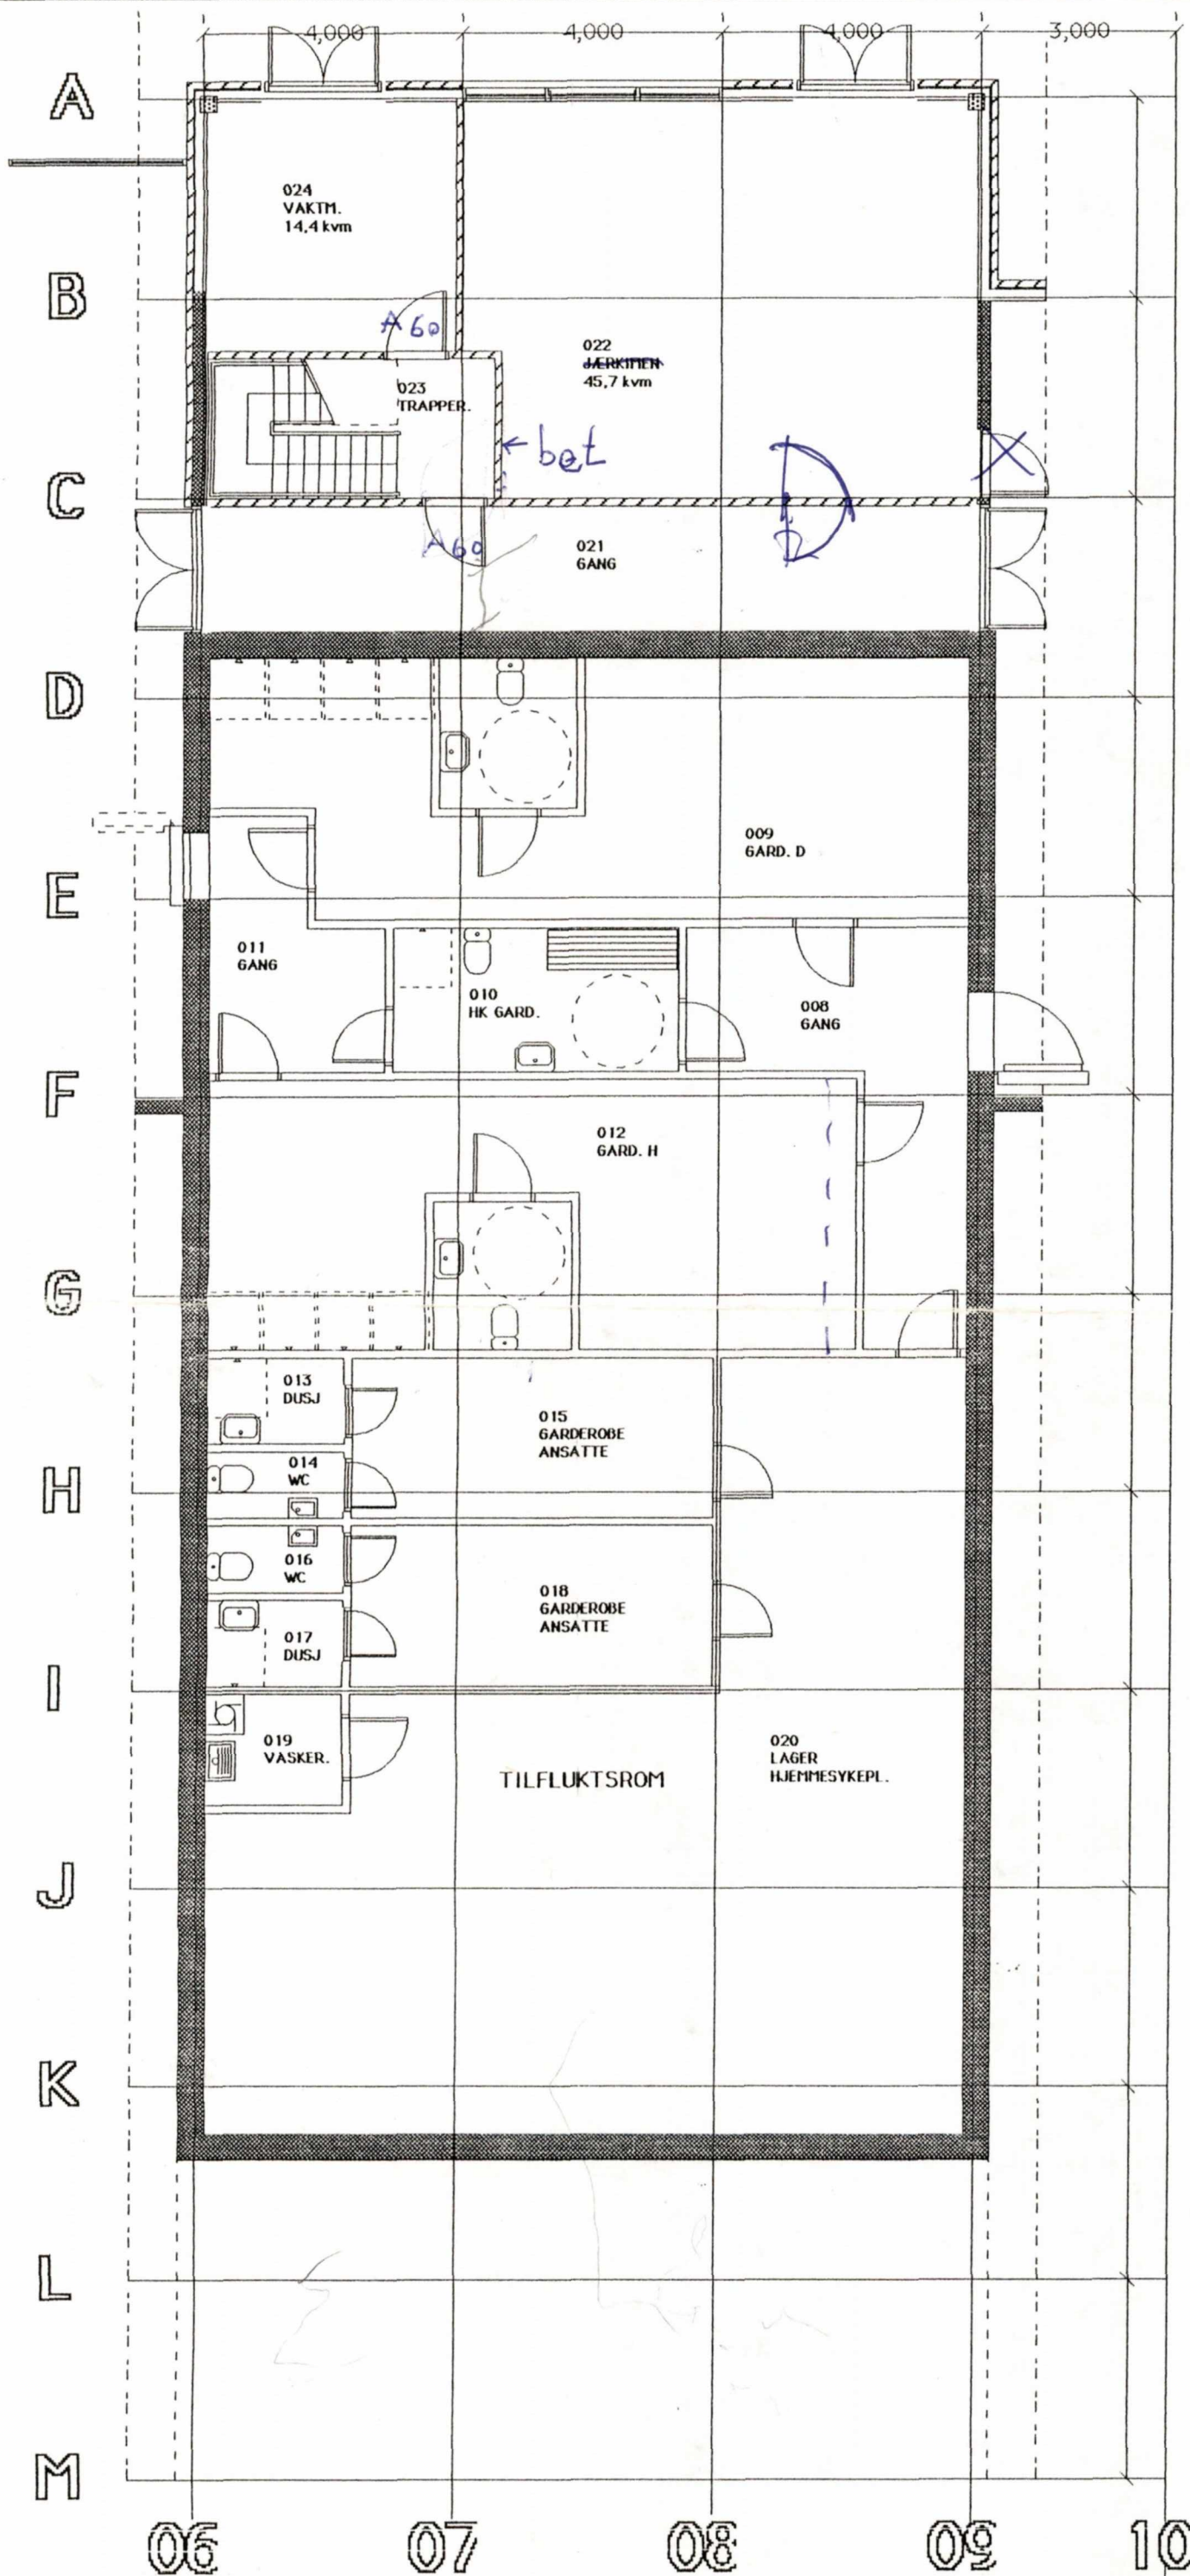 4,000 4,000 4,000 3,000
A
024
VAKTM.
14,4 kvm
B
A 60
022
JÆRKIMEN
45,7 kvm
023
TRAPPER.
← bet
X
C
A 60
021
GANG
D
009
GARD. D
E
011
GANG
010
HK GARD.
008
GANG
F
012
GARD. H
G
013
DUSJ
015
GARDEROBE
ANSATTE
014
WC
H
016
WC
018
GARDEROBE
ANSATTE
017
DUSJ
I
019
VASKER.
020
LAGER
HJEMMESYKEPL.
TILFLUKTSROM
J
K
L
M
06 07 08 09 10